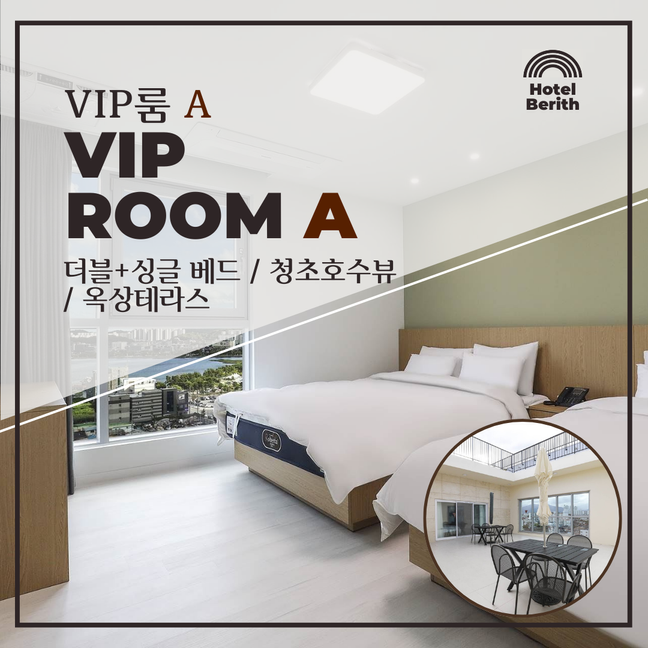 VIP룸 A
Hotel
Berith
VIP
ROOM A
더블+싱글 베드 / 청초호수뷰
/ 옥상테라스